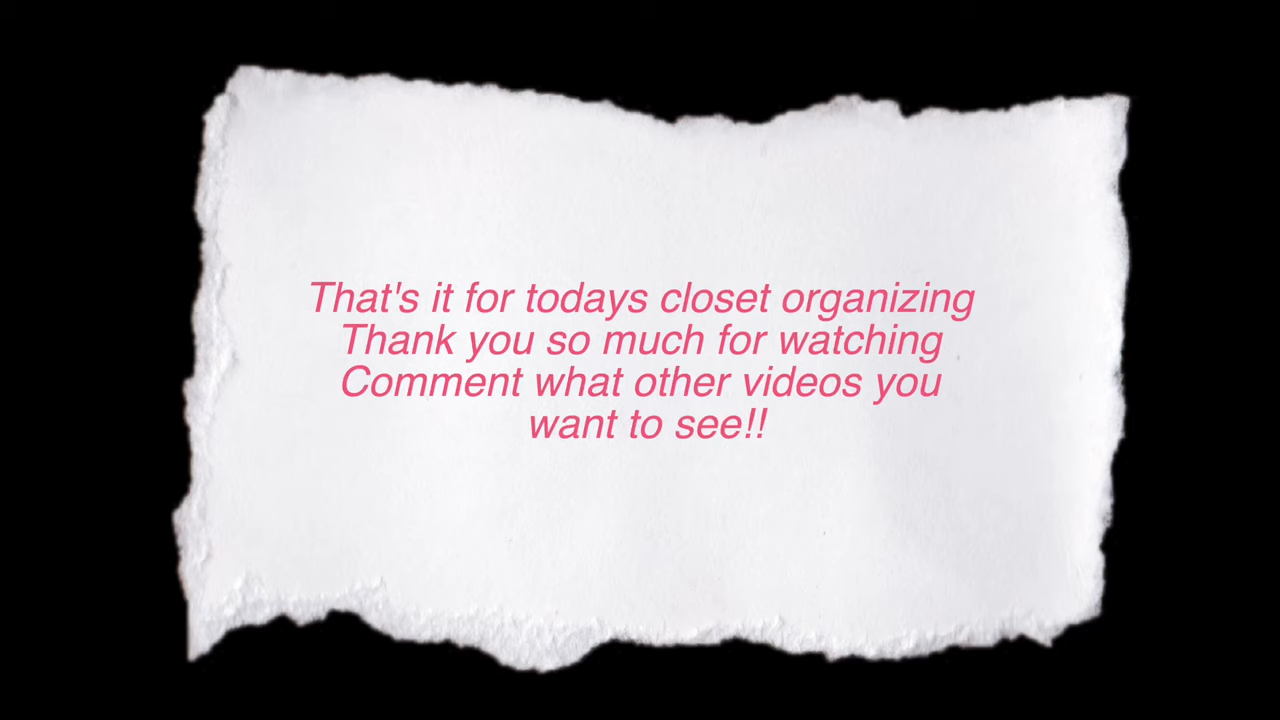 That's it for todays closet organizing
Thank you so much for watching
Comment what other videos you
want to see!!